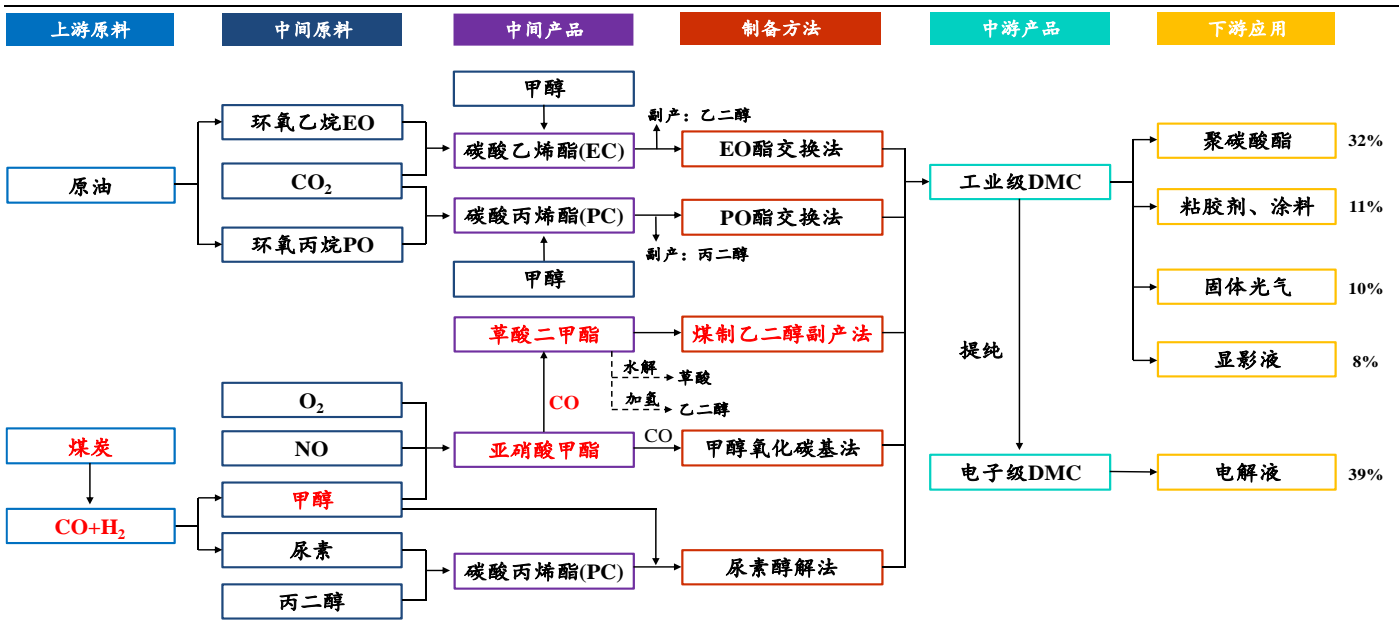 上游原料
中间原料
中间产品
制备方法
中游产品
下游应用
甲醇
副产：乙二醇
环氧乙烷EO
碳酸乙烯酯(EC)
EO酯交换法
聚碳酸酯
32%
原油
CO₂
工业级DMC
碳酸丙烯酯(PC)
PO酯交换法
粘胶剂、涂料
11%
环氧丙烷PO
副产：丙二醇
甲醇
固体光气
10%
草酸二甲酯
煤制乙二醇副产法
提纯
显影液
8%
水解
草酸
加氢
乙二醇
O₂
CO
煤炭
NO
亚硝酸甲酯
CO
甲醇氧化碳基法
电子级DMC
电解液
39%
甲醇
CO+H₂
尿素
碳酸丙烯酯(PC)
尿素醇解法
丙二醇